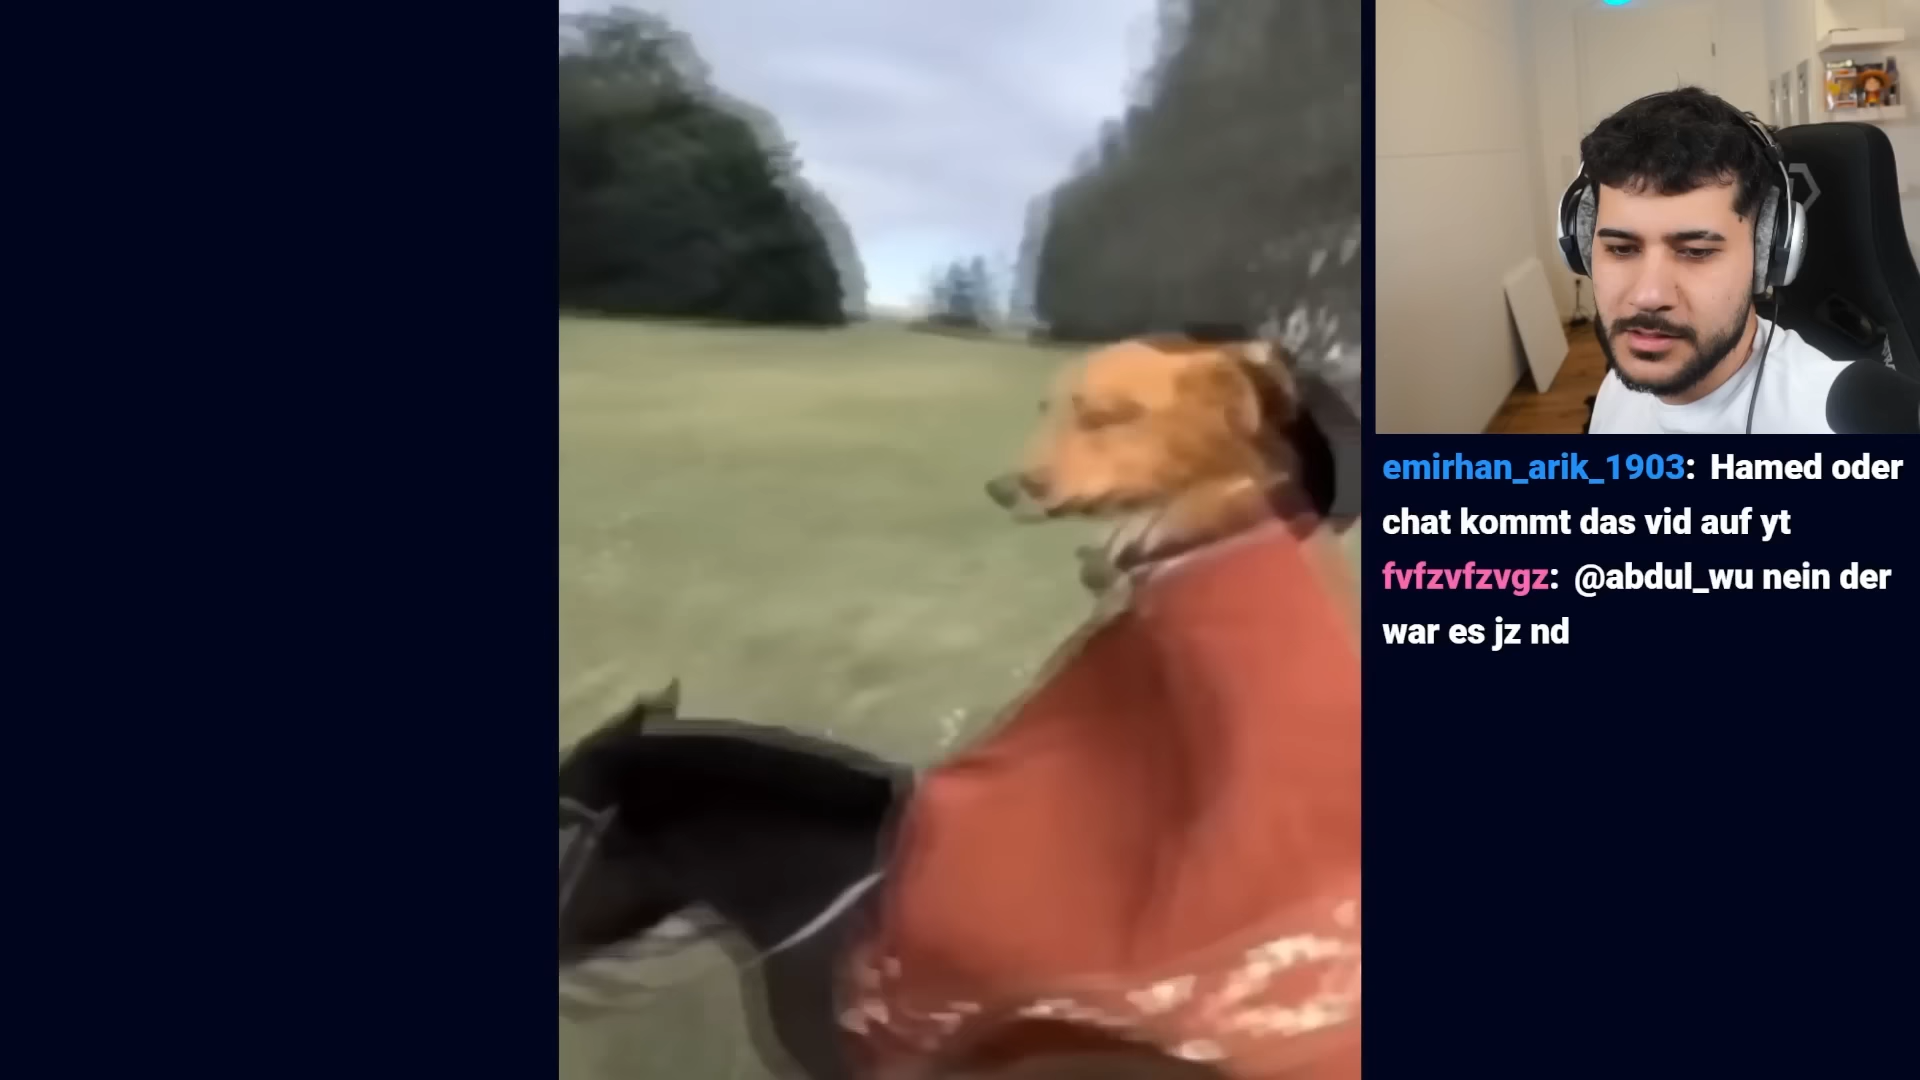 emirhan_arik_1903: Hamed oder
chat kommt das vid auf yt
fvfzvfzvgz: @abdul_wu nein der
war es jz nd